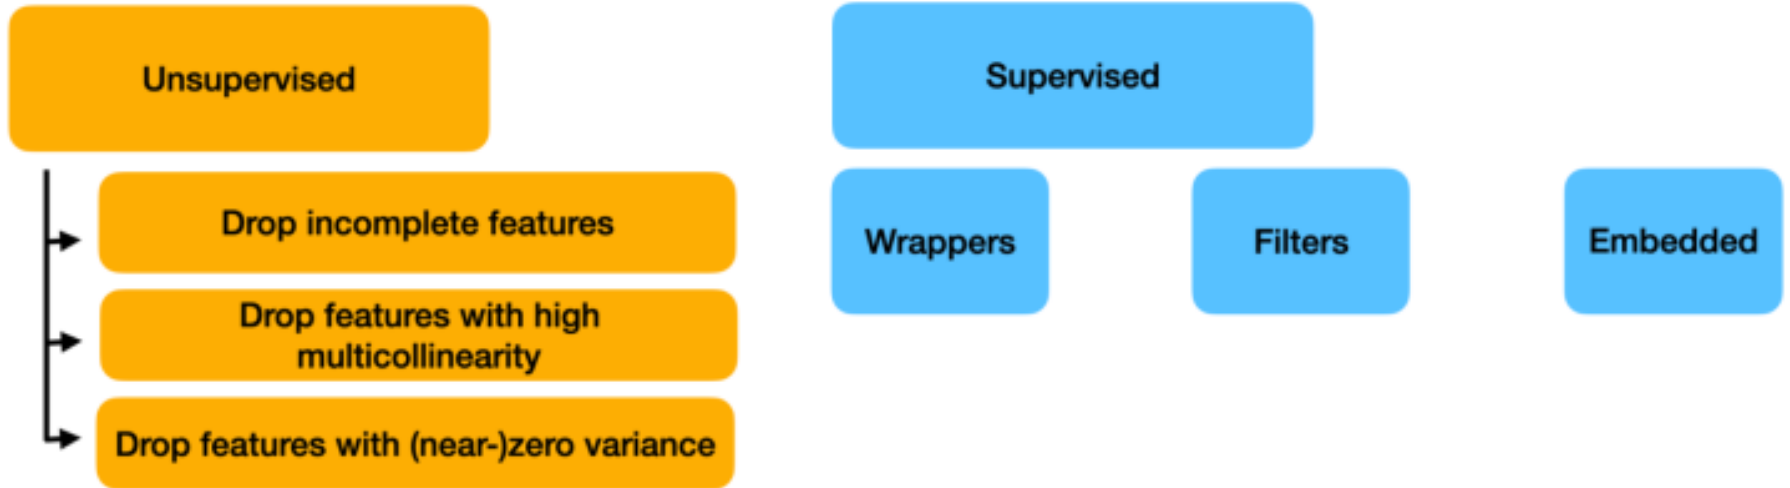 Unsupervised
Drop incomplete features
Drop features with high
multicollinearity
Drop features with (near-)zero variance
Supervised
Wrappers
Filters
Embedded